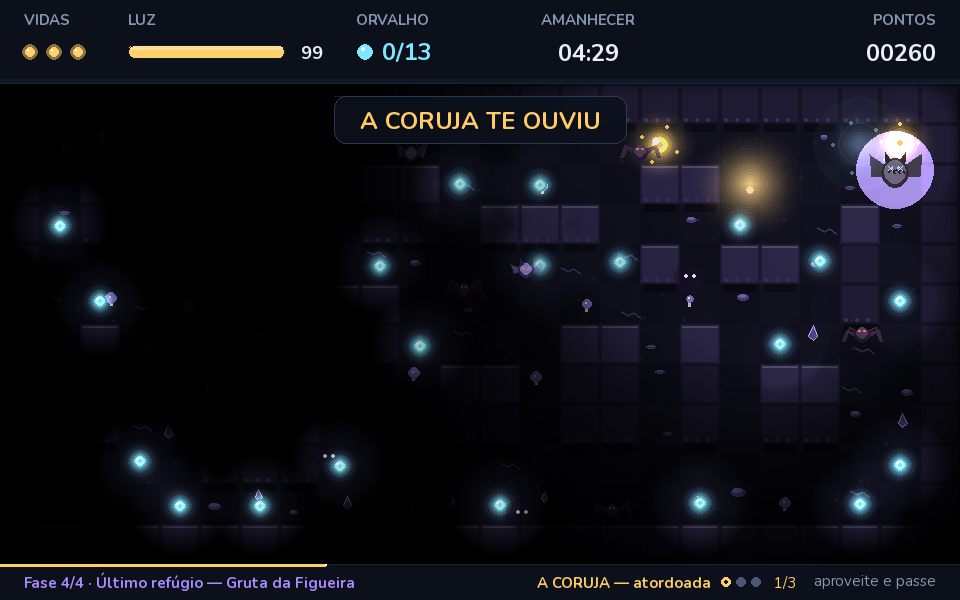 VIDAS LUZ ORVALHO AMANHECER PONTOS
99 0/13 04:29 00260
A CORUJA TE OUVIU
Fase 4/4 · Último refúgio — Gruta da Figueira A CORUJA — atordoada 1/3 aproveite e passe